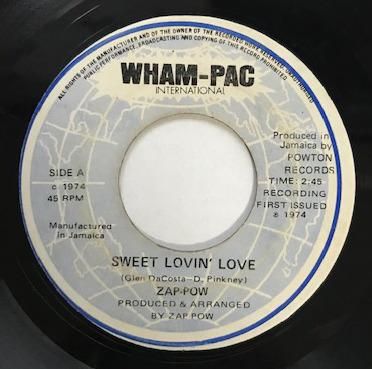 ALL RIGHTS OF THE MANUFACTURER AND OF THE OWNER OF THE RECORDED WORK RESERVED. UNAUTHORISED
PUBLIC PERFORMANCE, BROADCASTING AND COPYING OF THIS RECORD PROHIBITED.
WHAM-PAC
INTERNATIONAL
SIDE A
c 1974
45 RPM
Manufactured
in Jamaica
Produced in
Jamaica by
POWTON
RECORDS
TIME: 2:45
RECORDING
FIRST ISSUED
® 1974
SWEET LOVIN' LOVE
(Glen DaCosta-D. Pinkney)
ZAP-POW
PRODUCED & ARRANGED
BY ZAP POW